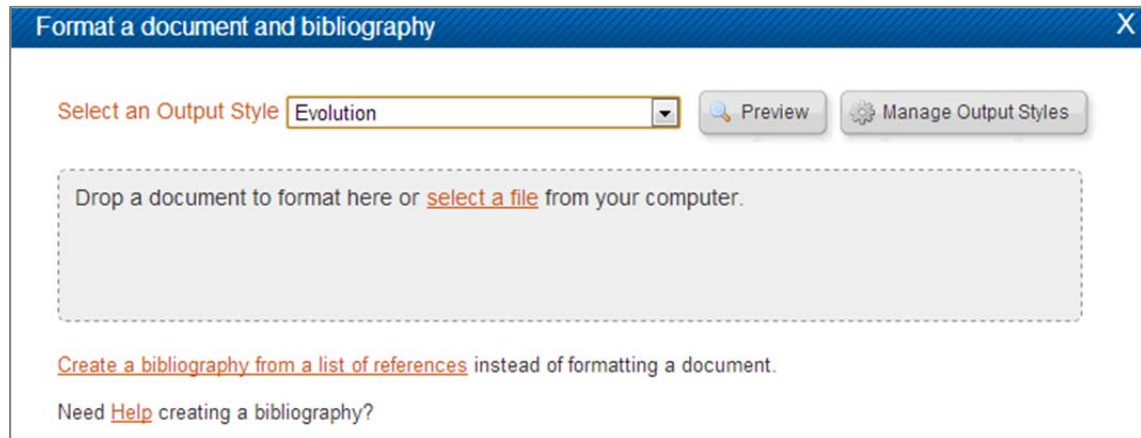 Format a document and bibliography X
Select an Output Style Evolution Preview Manage Output Styles
Drop a document to format here or select a file from your computer.
Create a bibliography from a list of references instead of formatting a document.
Need Help creating a bibliography?